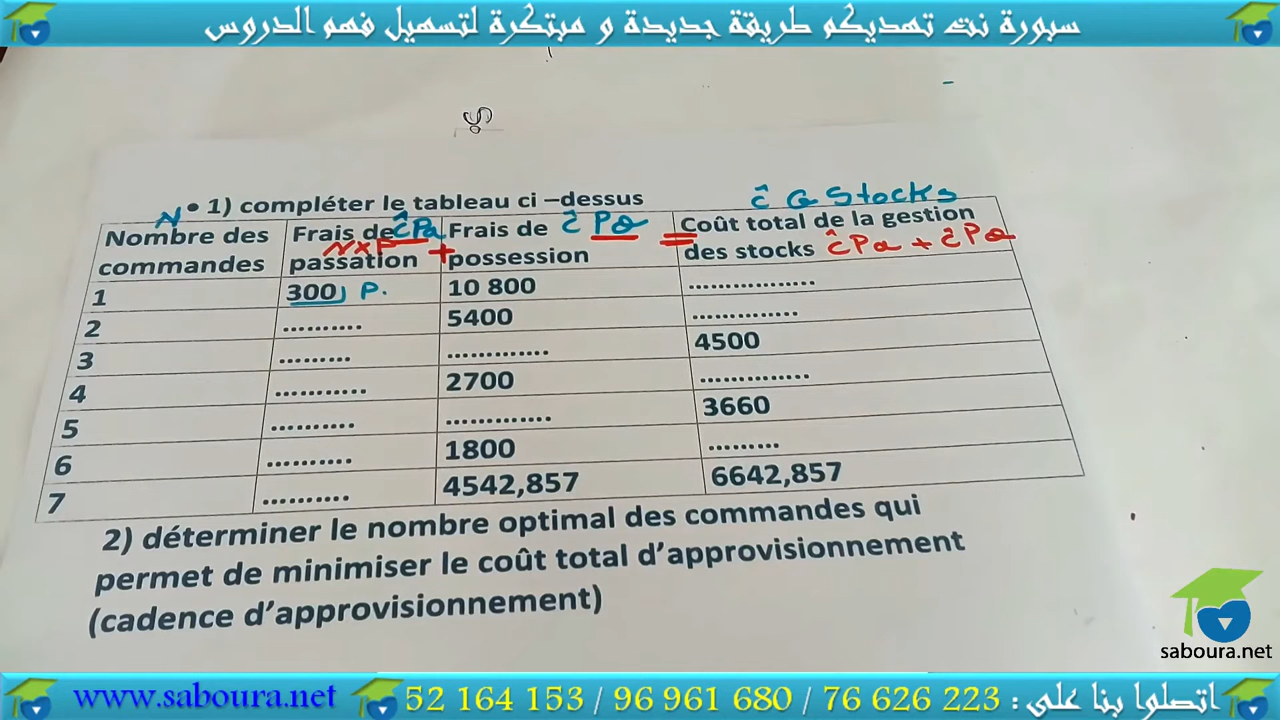 سبورة نت تهديكم طريقة جديدة و مبتكرة لتسهيل فهم الدروس
N • 1) compléter le tableau ci –dessus ĉ G Stocks
Nombre des commandes | Frais de passation ĉPa N×P | + Frais de possession ĉ PO | = Coût total de la gestion des stocks ĉPa + ĉPO
1 | 300, P. | 10 800 | .................
2 | .......... | 5400 | ..............
3 | ......... | ............. | 4500
4 | ........... | 2700 | ..............
5 | .......... | ............. | 3660
6 | .......... | 1800 | .........
7 | .......... | 4542,857 | 6642,857
2) déterminer le nombre optimal des commandes qui
permet de minimiser le coût total d’approvisionnement
(cadence d’approvisionnement)
saboura.net
www.saboura.net 52 164 153 / 96 961 680 / 76 626 223 : اتصلوا بنا على